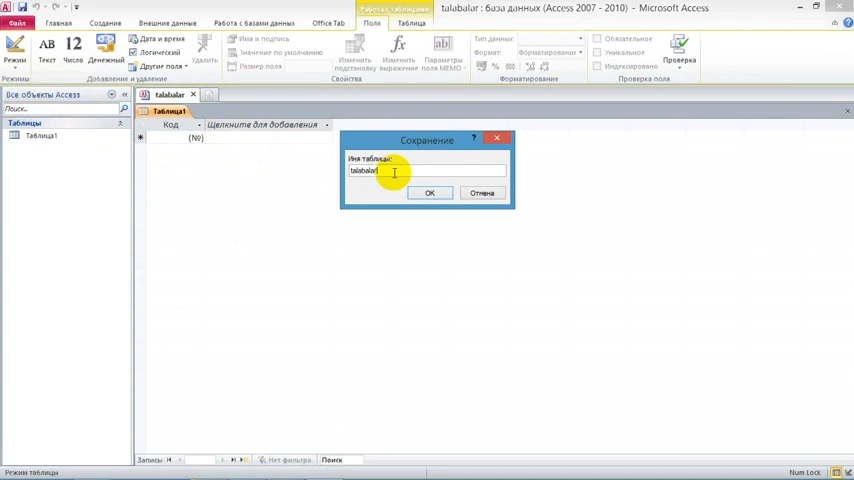 talabalar : база данных (Access 2007 - 2010) - Microsoft Access
Работа с таблицами
Файл Главная Создание Внешние данные Работа с базами данных Office Tab Поля Таблица
Режим
Режимы
АВ Текст
12 Число
Денежный
Дата и время
Логический
Другие поля
Удалить
Добавление и удаление
Имя и подпись
Значение по умолчанию
Размер поля
Изменить подстановку
Изменить выражение
Параметры поля МЕМО
Свойства
Тип данных:
Формат:
Форматирование
Обязательное
Уникальное
Индексировано
Проверка
Проверка поля
Все объекты Access
Поиск...
Таблицы
Таблица1
talabalar
Таблица1
Код Щелкните для добавления
(№)
Сохранение
Имя таблицы:
talabalar
ОК Отмена
Записи: Нет фильтра Поиск
Режим таблицы Num Lock